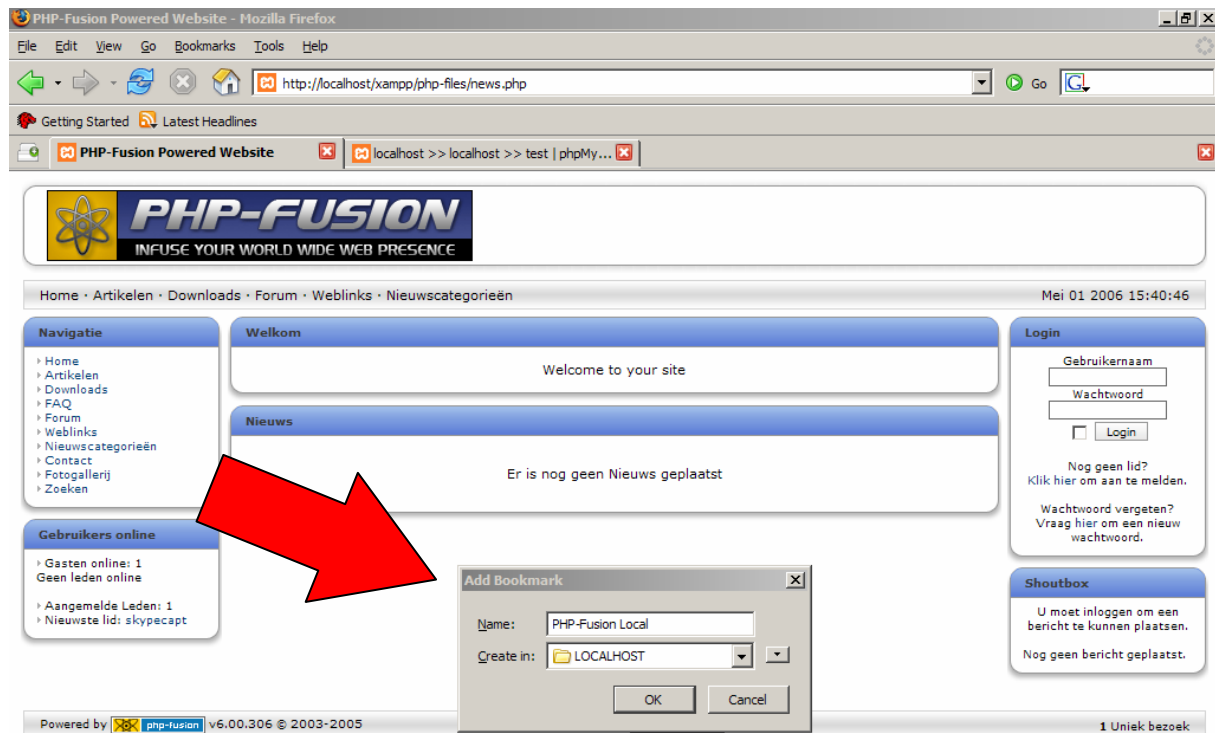 PHP-Fusion Powered Website - Mozilla Firefox
File Edit View Go Bookmarks Tools Help
http://localhost/xampp/php-files/news.php Go G
Getting Started Latest Headlines
PHP-Fusion Powered Website localhost >> localhost >> test | phpMy...
PHP-FUSION
INFUSE YOUR WORLD WIDE WEB PRESENCE
Home · Artikelen · Downloads · Forum · Weblinks · Nieuwscategorieën Mei 01 2006 15:40:46
Navigatie
Home
Artikelen
Downloads
FAQ
Forum
Weblinks
Nieuwscategorieën
Contact
Fotogallerij
Zoeken
Gebruikers online
Gasten online: 1
Geen leden online
Aangemelde Leden: 1
Nieuwste lid: skypecapt
Welkom
Welcome to your site
Nieuws
Er is nog geen Nieuws geplaatst
Login
Gebruikernaam
Wachtwoord
Login
Nog geen lid?
Klik hier om aan te melden.
Wachtwoord vergeten?
Vraag hier om een nieuw
wachtwoord.
Shoutbox
U moet inloggen om een
bericht te kunnen plaatsen.
Nog geen bericht geplaatst.
Add Bookmark
Name: PHP-Fusion Local
Create in: LOCALHOST
OK Cancel
Powered by php-fusion v6.00.306 © 2003-2005 1 Uniek bezoek